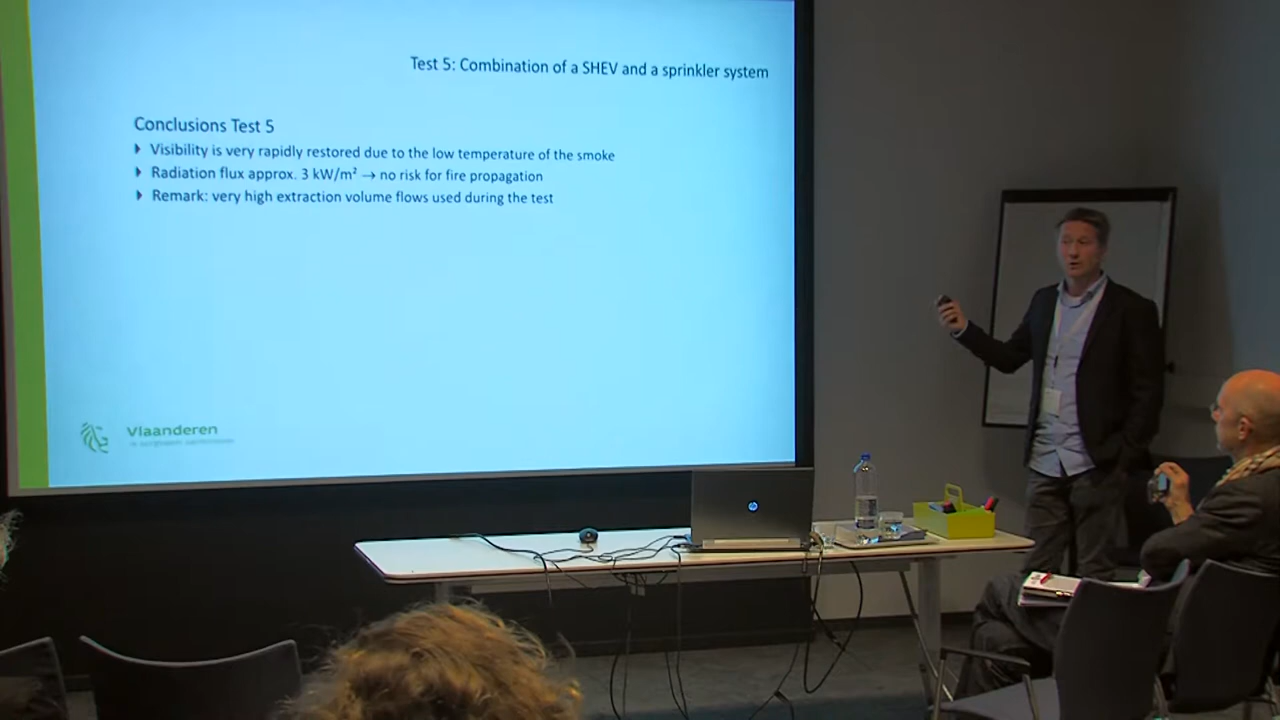 Test 5: Combination of a SHEV and a sprinkler system
Conclusions Test 5
Visibility is very rapidly restored due to the low temperature of the smoke
Radiation flux approx. 3 kW/m² → no risk for fire propagation
Remark: very high extraction volume flows used during the test
Vlaanderen
hp